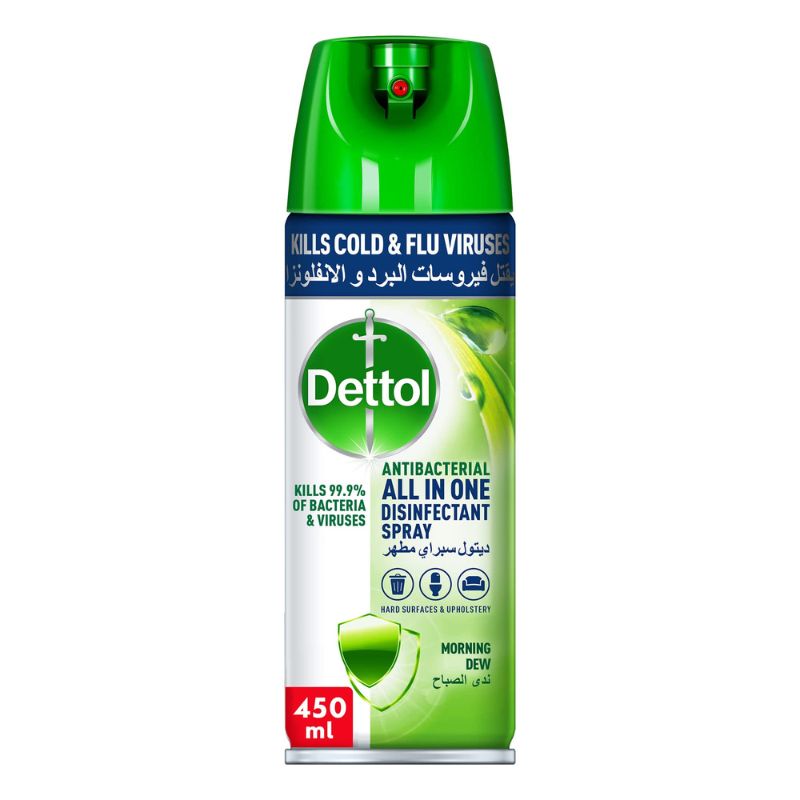 KILLS COLD & FLU VIRUSES
يقتل فيروسات البرد و الانفلونزا
Dettol
KILLS 99.9%
OF BACTERIA
& VIRUSES
ANTIBACTERIAL
ALL IN ONE
DISINFECTANT
SPRAY
ديتول سبراي مطهر
HARD SURFACES & UPHOLSTERY
MORNING
DEW
ندى الصباح
450
ml